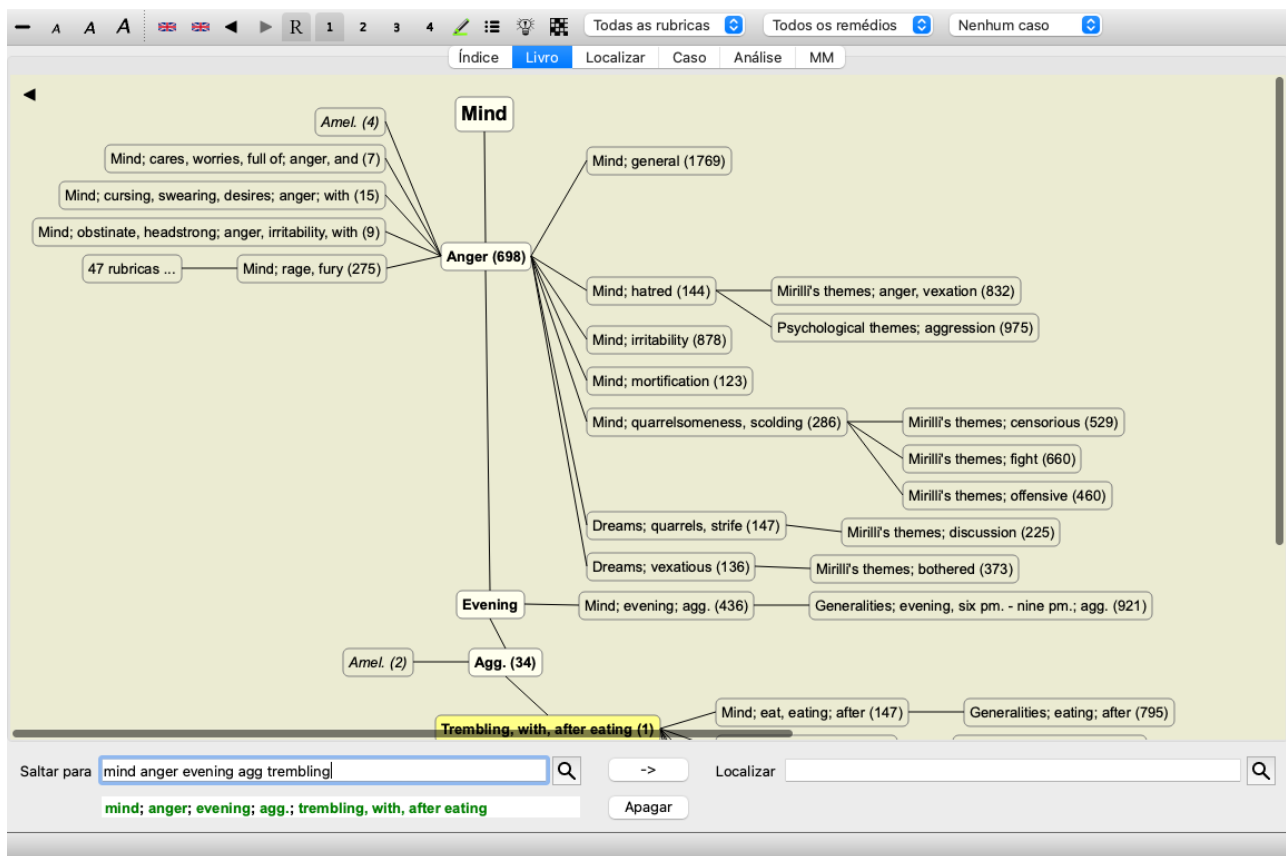 A A A R 1 2 3 4 Todas as rubricas Todos os remédios Nenhum caso
Índice Livro Localizar Caso Análise MM
Mind
Amel. (4)
Mind; cares, worries, full of; anger, and (7)
Mind; general (1769)
Mind; cursing, swearing, desires; anger; with (15)
Mind; obstinate, headstrong; anger, irritability, with (9)
Anger (698)
47 rubricas ... Mind; rage, fury (275)
Mind; hatred (144) Mirilli's themes; anger, vexation (832)
Psychological themes; aggression (975)
Mind; irritability (878)
Mind; mortification (123)
Mind; quarrelsomeness, scolding (286) Mirilli's themes; censorious (529)
Mirilli's themes; fight (660)
Mirilli's themes; offensive (460)
Dreams; quarrels, strife (147) Mirilli's themes; discussion (225)
Dreams; vexatious (136) Mirilli's themes; bothered (373)
Evening Mind; evening; agg. (436) Generalities; evening, six pm. - nine pm.; agg. (921)
Amel. (2) Agg. (34)
Mind; eat, eating; after (147) Generalities; eating; after (795)
Trembling, with, after eating (1)
Saltar para mind anger evening agg trembling -> Localizar
mind; anger; evening; agg.; trembling, with, after eating Apagar